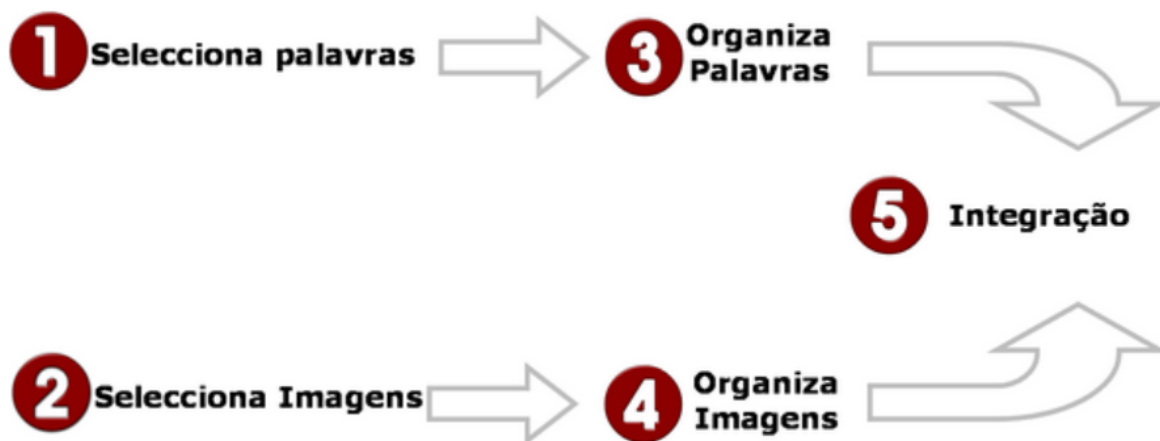 1 Selecciona palavras
3 Organiza
Palavras
5 Integração
2 Selecciona Imagens
4 Organiza
Imagens